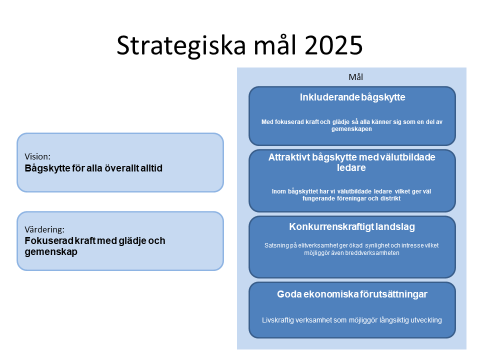 Strategiska mål 2025
Mål
Inkluderande bågskytte
Med fokuserad kraft och glädje så alla känner sig som en del av
gemenskapen
Vision:
Bågskytte för alla överallt alltid
Attraktivt bågskytte med välutbildade
ledare
Inom bågskyttet har vi välutbildade ledare vilket ger väl
fungerande föreningar och distrikt
Värdering:
Fokuserad kraft med glädje och
gemenskap
Konkurrenskraftigt landslag
Satsning på elitverksamhet ger ökad synlighet och intresse vilket
möjliggör även breddverksamheten
Goda ekonomiska förutsättningar
Livskraftig verksamhet som möjliggör långsiktig utveckling